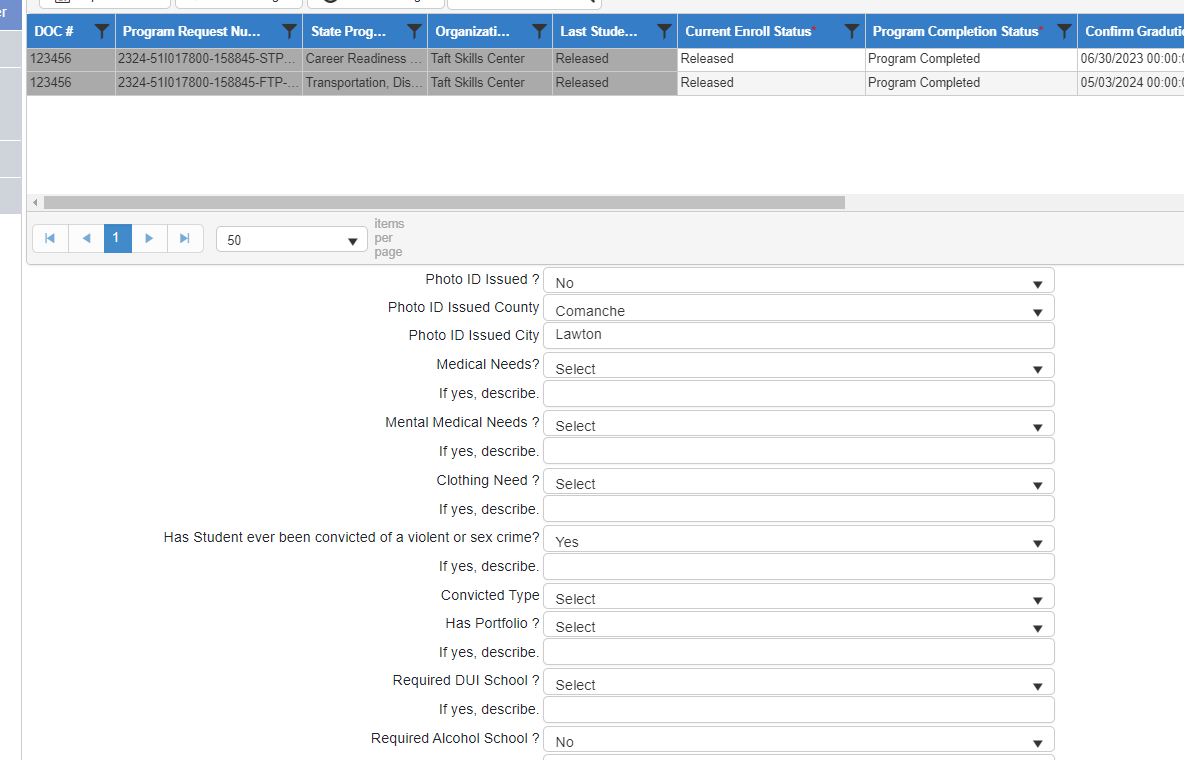 er
DOC # Program Request Nu... State Prog... Organizati... Last Stude... Current Enroll Status* Program Completion Status* Confirm Gradutio
123456 2324-51I017800-158845-STP... Career Readiness ... Taft Skills Center Released Released Program Completed 06/30/2023 00:00:0
123456 2324-51I017800-158845-FTP-... Transportation, Dis... Taft Skills Center Released Released Program Completed 05/03/2024 00:00:0
1 50 items
per
page
Photo ID Issued ? No
Photo ID Issued County Comanche
Photo ID Issued City Lawton
Medical Needs? Select
If yes, describe.
Mental Medical Needs ? Select
If yes, describe.
Clothing Need ? Select
If yes, describe.
Has Student ever been convicted of a violent or sex crime? Yes
If yes, describe.
Convicted Type Select
Has Portfolio ? Select
If yes, describe.
Required DUI School ? Select
If yes, describe.
Required Alcohol School ? No